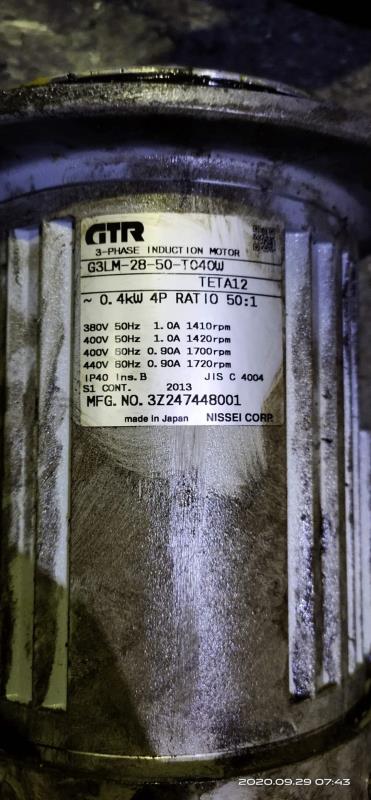 GTR
3-PHASE INDUCTION MOTOR
G3LM-28-50-TC40W
TETA12
~ 0.4kW 4P RATIO 50:1
380V 50Hz 1.0A 1410rpm
400V 50Hz 1.0A 1420rpm
400V 60Hz 0.90A 1700rpm
440V 60Hz 0.90A 1720rpm
IP40 Ins.B JIS C 4004
S1 CONT. 2013
MFG. NO. 3Z247448001
made in Japan NISSEI CORP.
2020.09.29 07:43